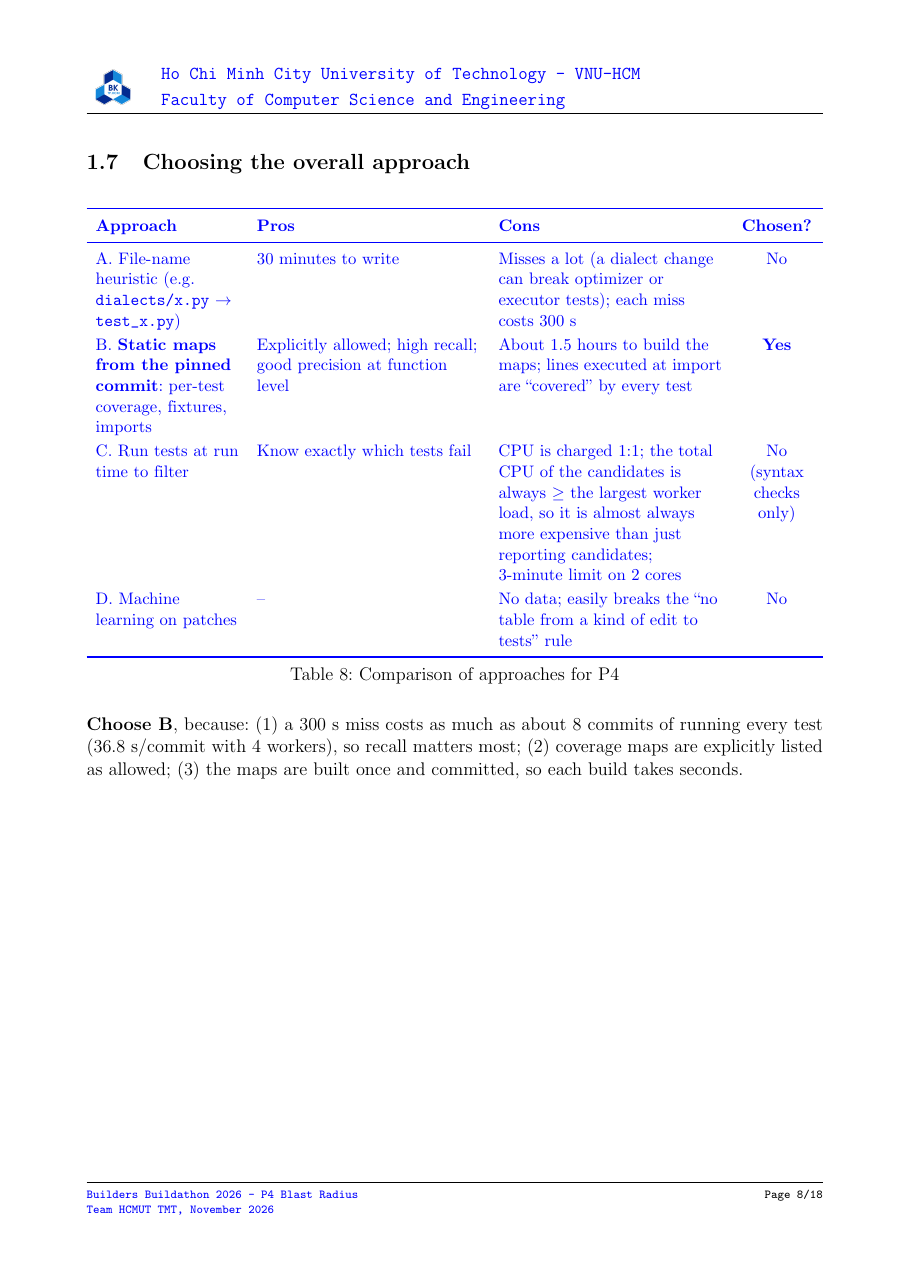 BK
Ho Chi Minh City University of Technology - VNU-HCM
Faculty of Computer Science and Engineering
1.7 Choosing the overall approach
Approach Pros Cons Chosen?
A. File-name
heuristic (e.g.
dialects/x.py →
test_x.py)
30 minutes to write
Misses a lot (a dialect change
can break optimizer or
executor tests); each miss
costs 300 s
No
B. Static maps
from the pinned
commit: per-test
coverage, fixtures,
imports
Explicitly allowed; high recall;
good precision at function
level
About 1.5 hours to build the
maps; lines executed at import
are “covered” by every test
Yes
C. Run tests at run
time to filter
Know exactly which tests fail
CPU is charged 1:1; the total
CPU of the candidates is
always ≥ the largest worker
load, so it is almost always
more expensive than just
reporting candidates;
3-minute limit on 2 cores
No
(syntax
checks
only)
D. Machine
learning on patches
–
No data; easily breaks the “no
table from a kind of edit to
tests” rule
No
Table 8: Comparison of approaches for P4
Choose B, because: (1) a 300 s miss costs as much as about 8 commits of running every test
(36.8 s/commit with 4 workers), so recall matters most; (2) coverage maps are explicitly listed
as allowed; (3) the maps are built once and committed, so each build takes seconds.
Builders Buildathon 2026 - P4 Blast Radius
Team HCMUT TMT, November 2026
Page 8/18